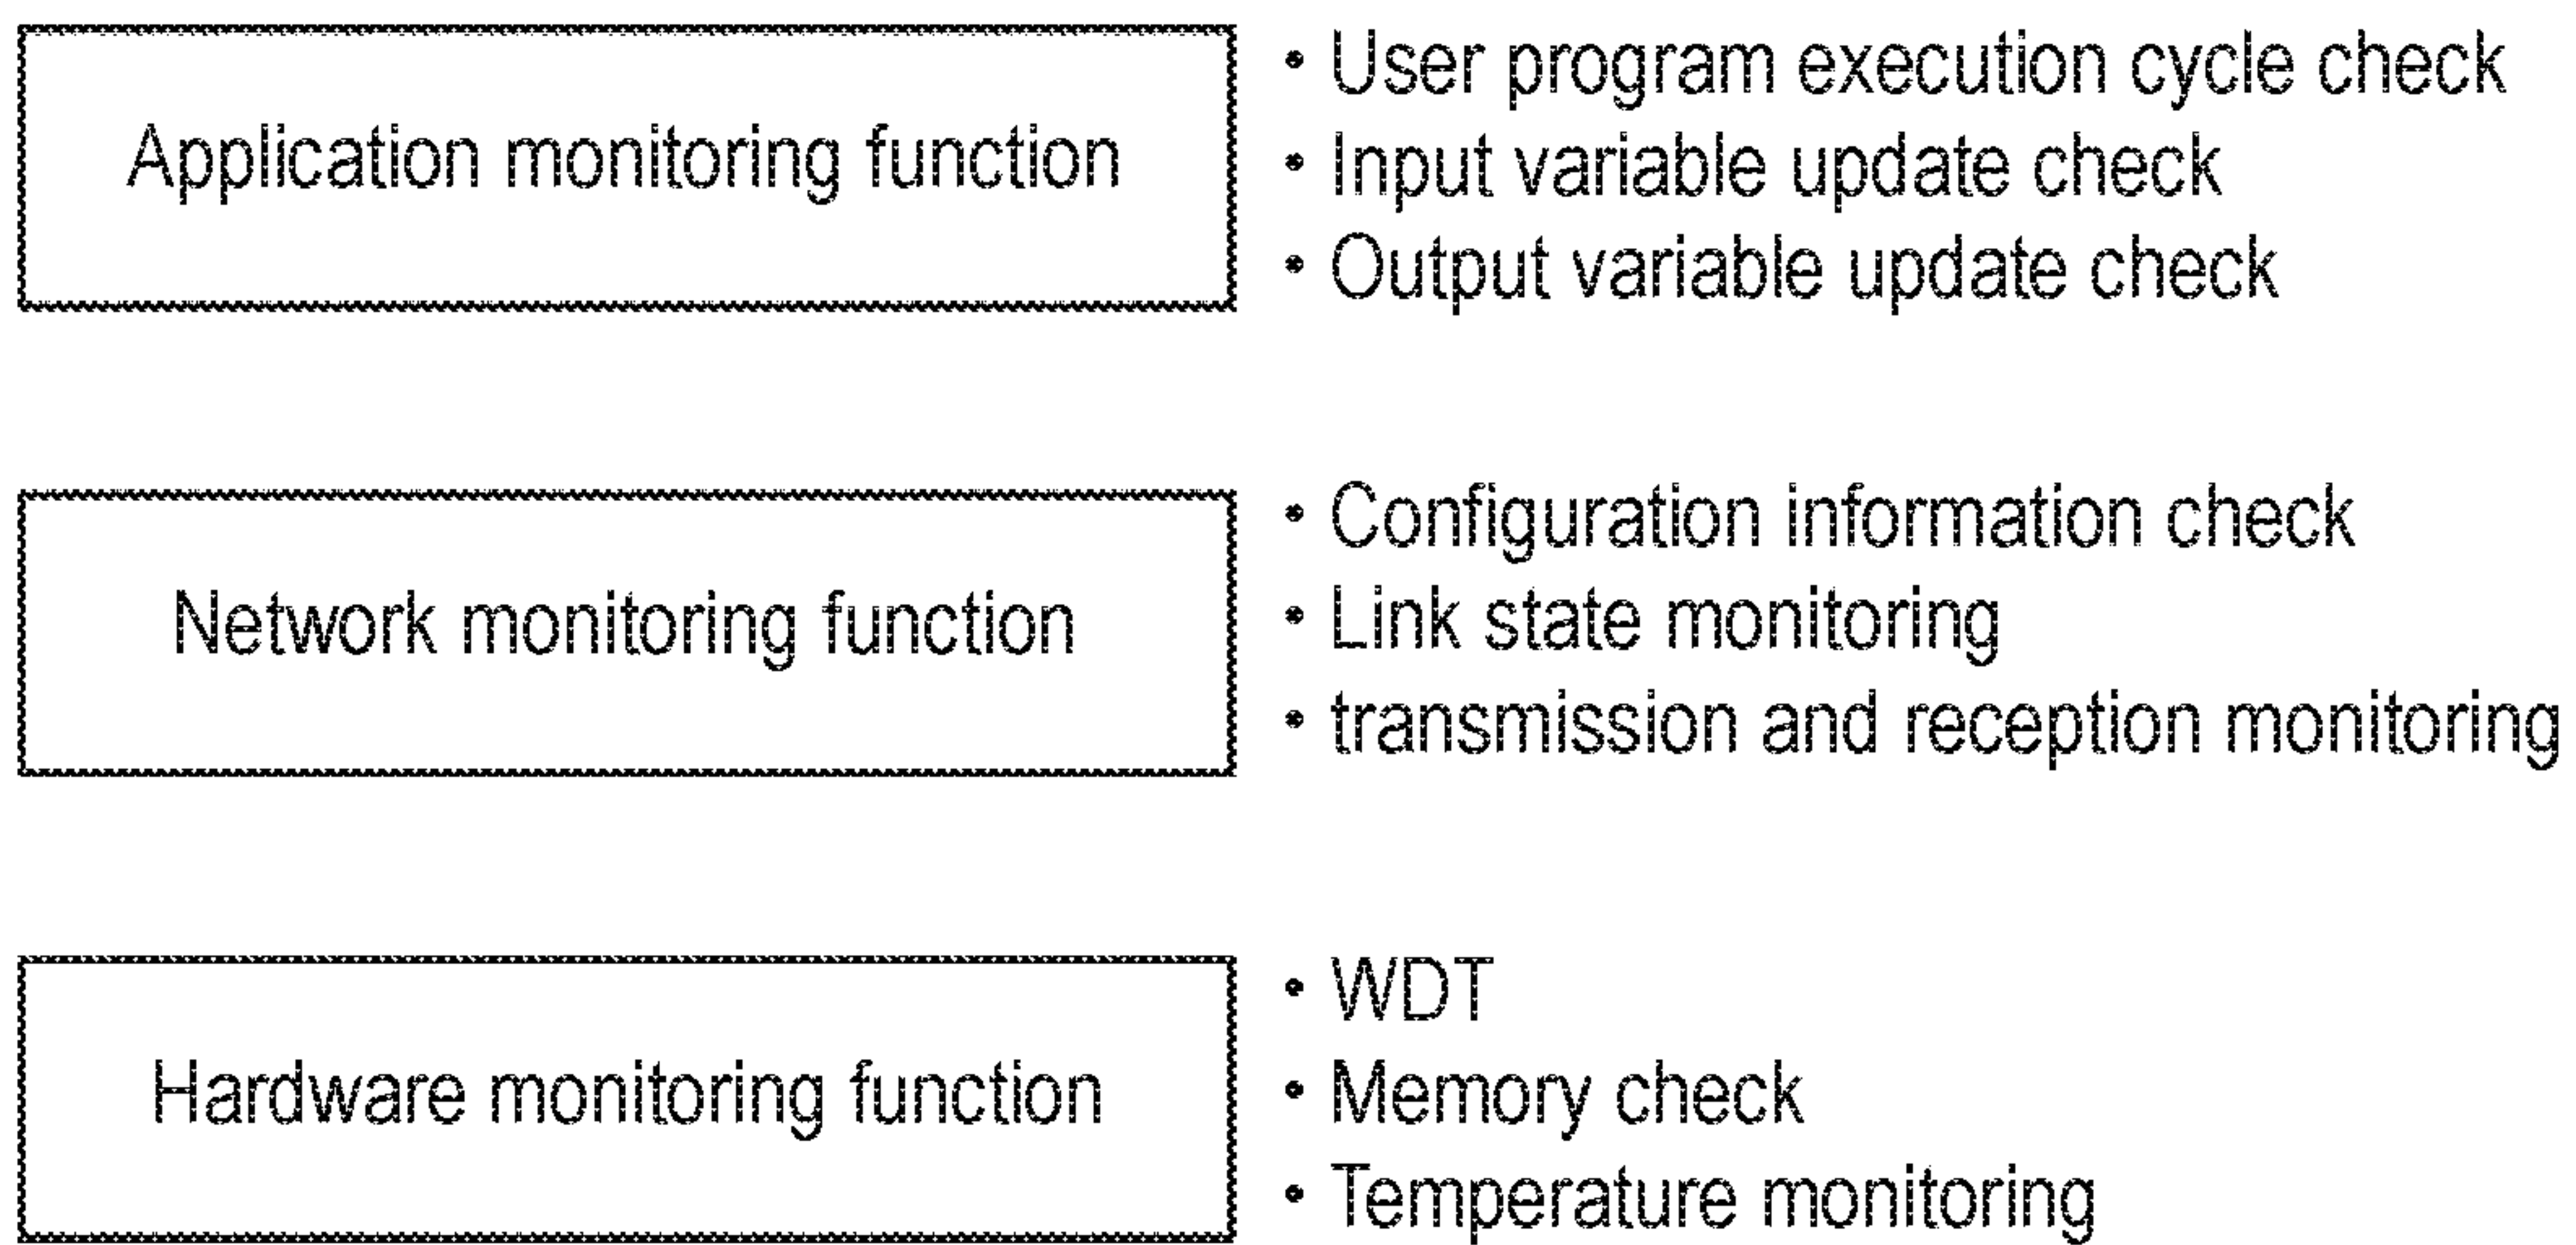 Application monitoring function
• User program execution cycle check
• Input variable update check
• Output variable update check
Network monitoring function
• Configuration information check
• Link state monitoring
• transmission and reception monitoring
Hardware monitoring function
• WDT
• Memory check
• Temperature monitoring